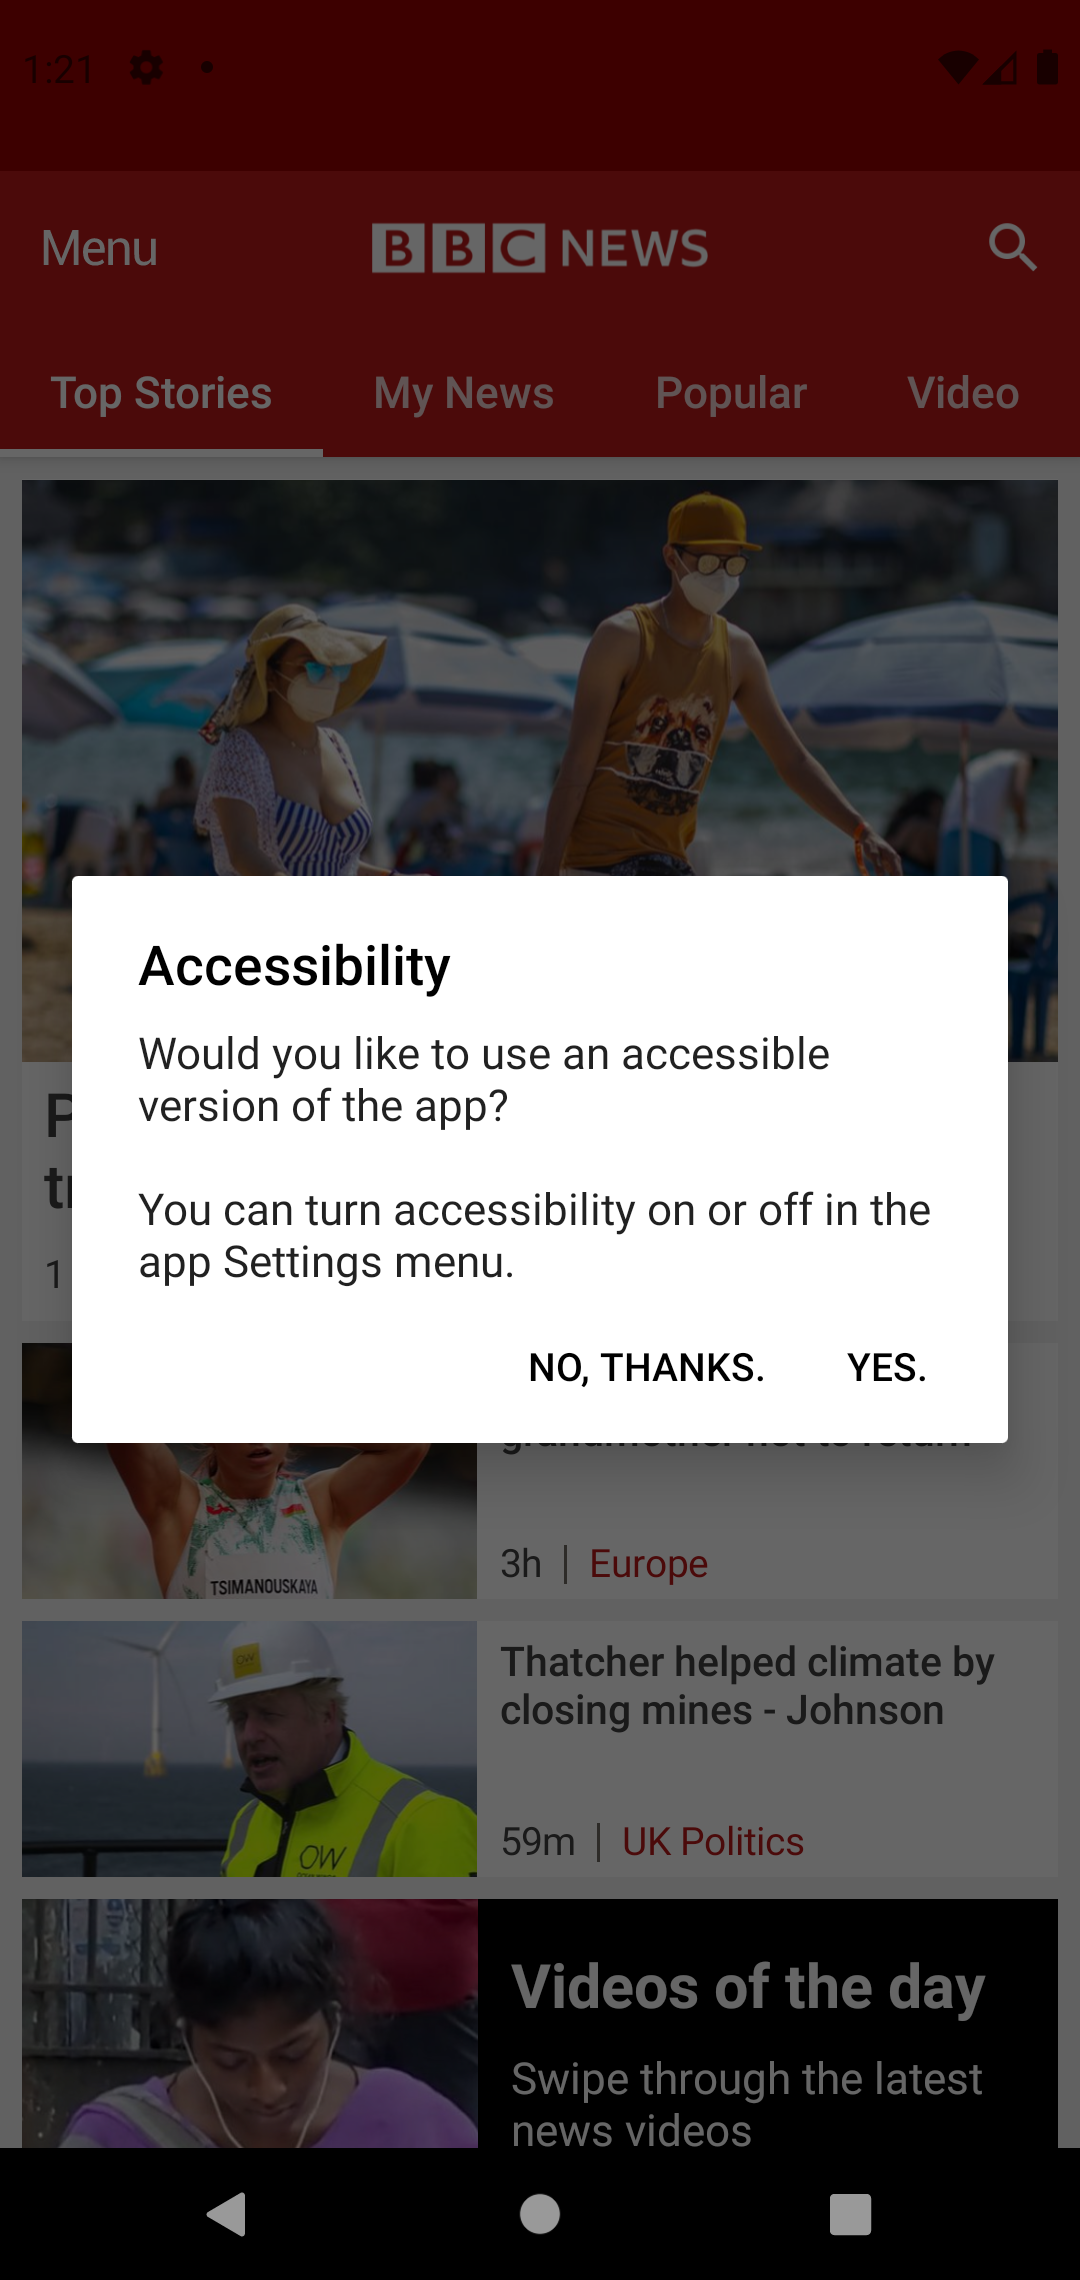 1:21
Menu
BBC NEWS
Top Stories
My News
Popular
Video
Accessibility
Would you like to use an accessible
version of the app?
You can turn accessibility on or off in the
app Settings menu.
NO, THANKS.
YES.
1
TSIMANOUSKAYA
3h | Europe
OW
OW
Thatcher helped climate by
closing mines - Johnson
59m | UK Politics
Videos of the day
Swipe through the latest
news videos